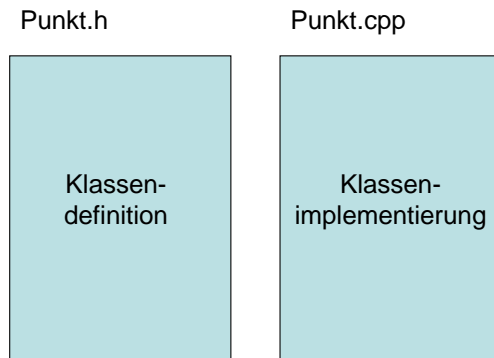 Punkt.h
Punkt.cpp
Klassen-
definition
Klassen-
implementierung